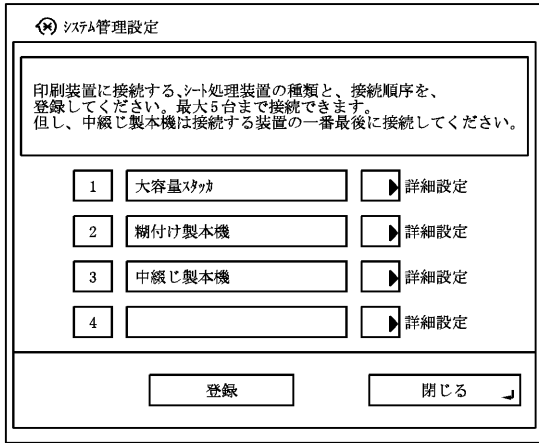 システム管理設定
印刷装置に接続する、シート処理装置の種類と、接続順序を、
登録してください。最大5台まで接続できます。
但し、中綴じ製本機は接続する装置の一番最後に接続してください。
1 大容量スタッカ 詳細設定
2 糊付け製本機 詳細設定
3 中綴じ製本機 詳細設定
4 詳細設定
登録 閉じる